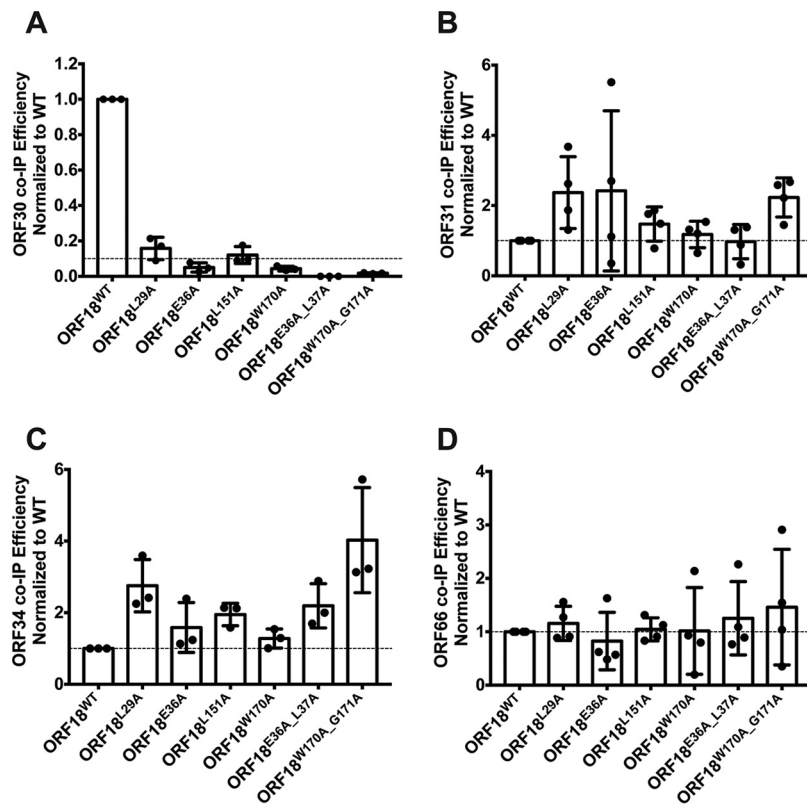 A
ORF30 co-IP Efficiency
Normalized to WT
1.2
1.0
0.8
0.6
0.4
0.2
0.0
ORF18WT
ORF18L29A
ORF18E36A
ORF18L151A
ORF18W170A
ORF18E36A_L37A
ORF18W170A_G171A
B
ORF31 co-IP Efficiency
Normalized to WT
6
4
2
0
ORF18WT
ORF18L29A
ORF18E36A
ORF18L151A
ORF18W170A
ORF18E36A_L37A
ORF18W170A_G171A
C
ORF34 co-IP Efficiency
Normalized to WT
6
4
2
0
ORF18WT
ORF18L29A
ORF18E36A
ORF18L151A
ORF18W170A
ORF18E36A_L37A
ORF18W170A_G171A
D
ORF66 co-IP Efficiency
Normalized to WT
4
3
2
1
0
ORF18WT
ORF18L29A
ORF18E36A
ORF18L151A
ORF18W170A
ORF18E36A_L37A
ORF18W170A_G171A